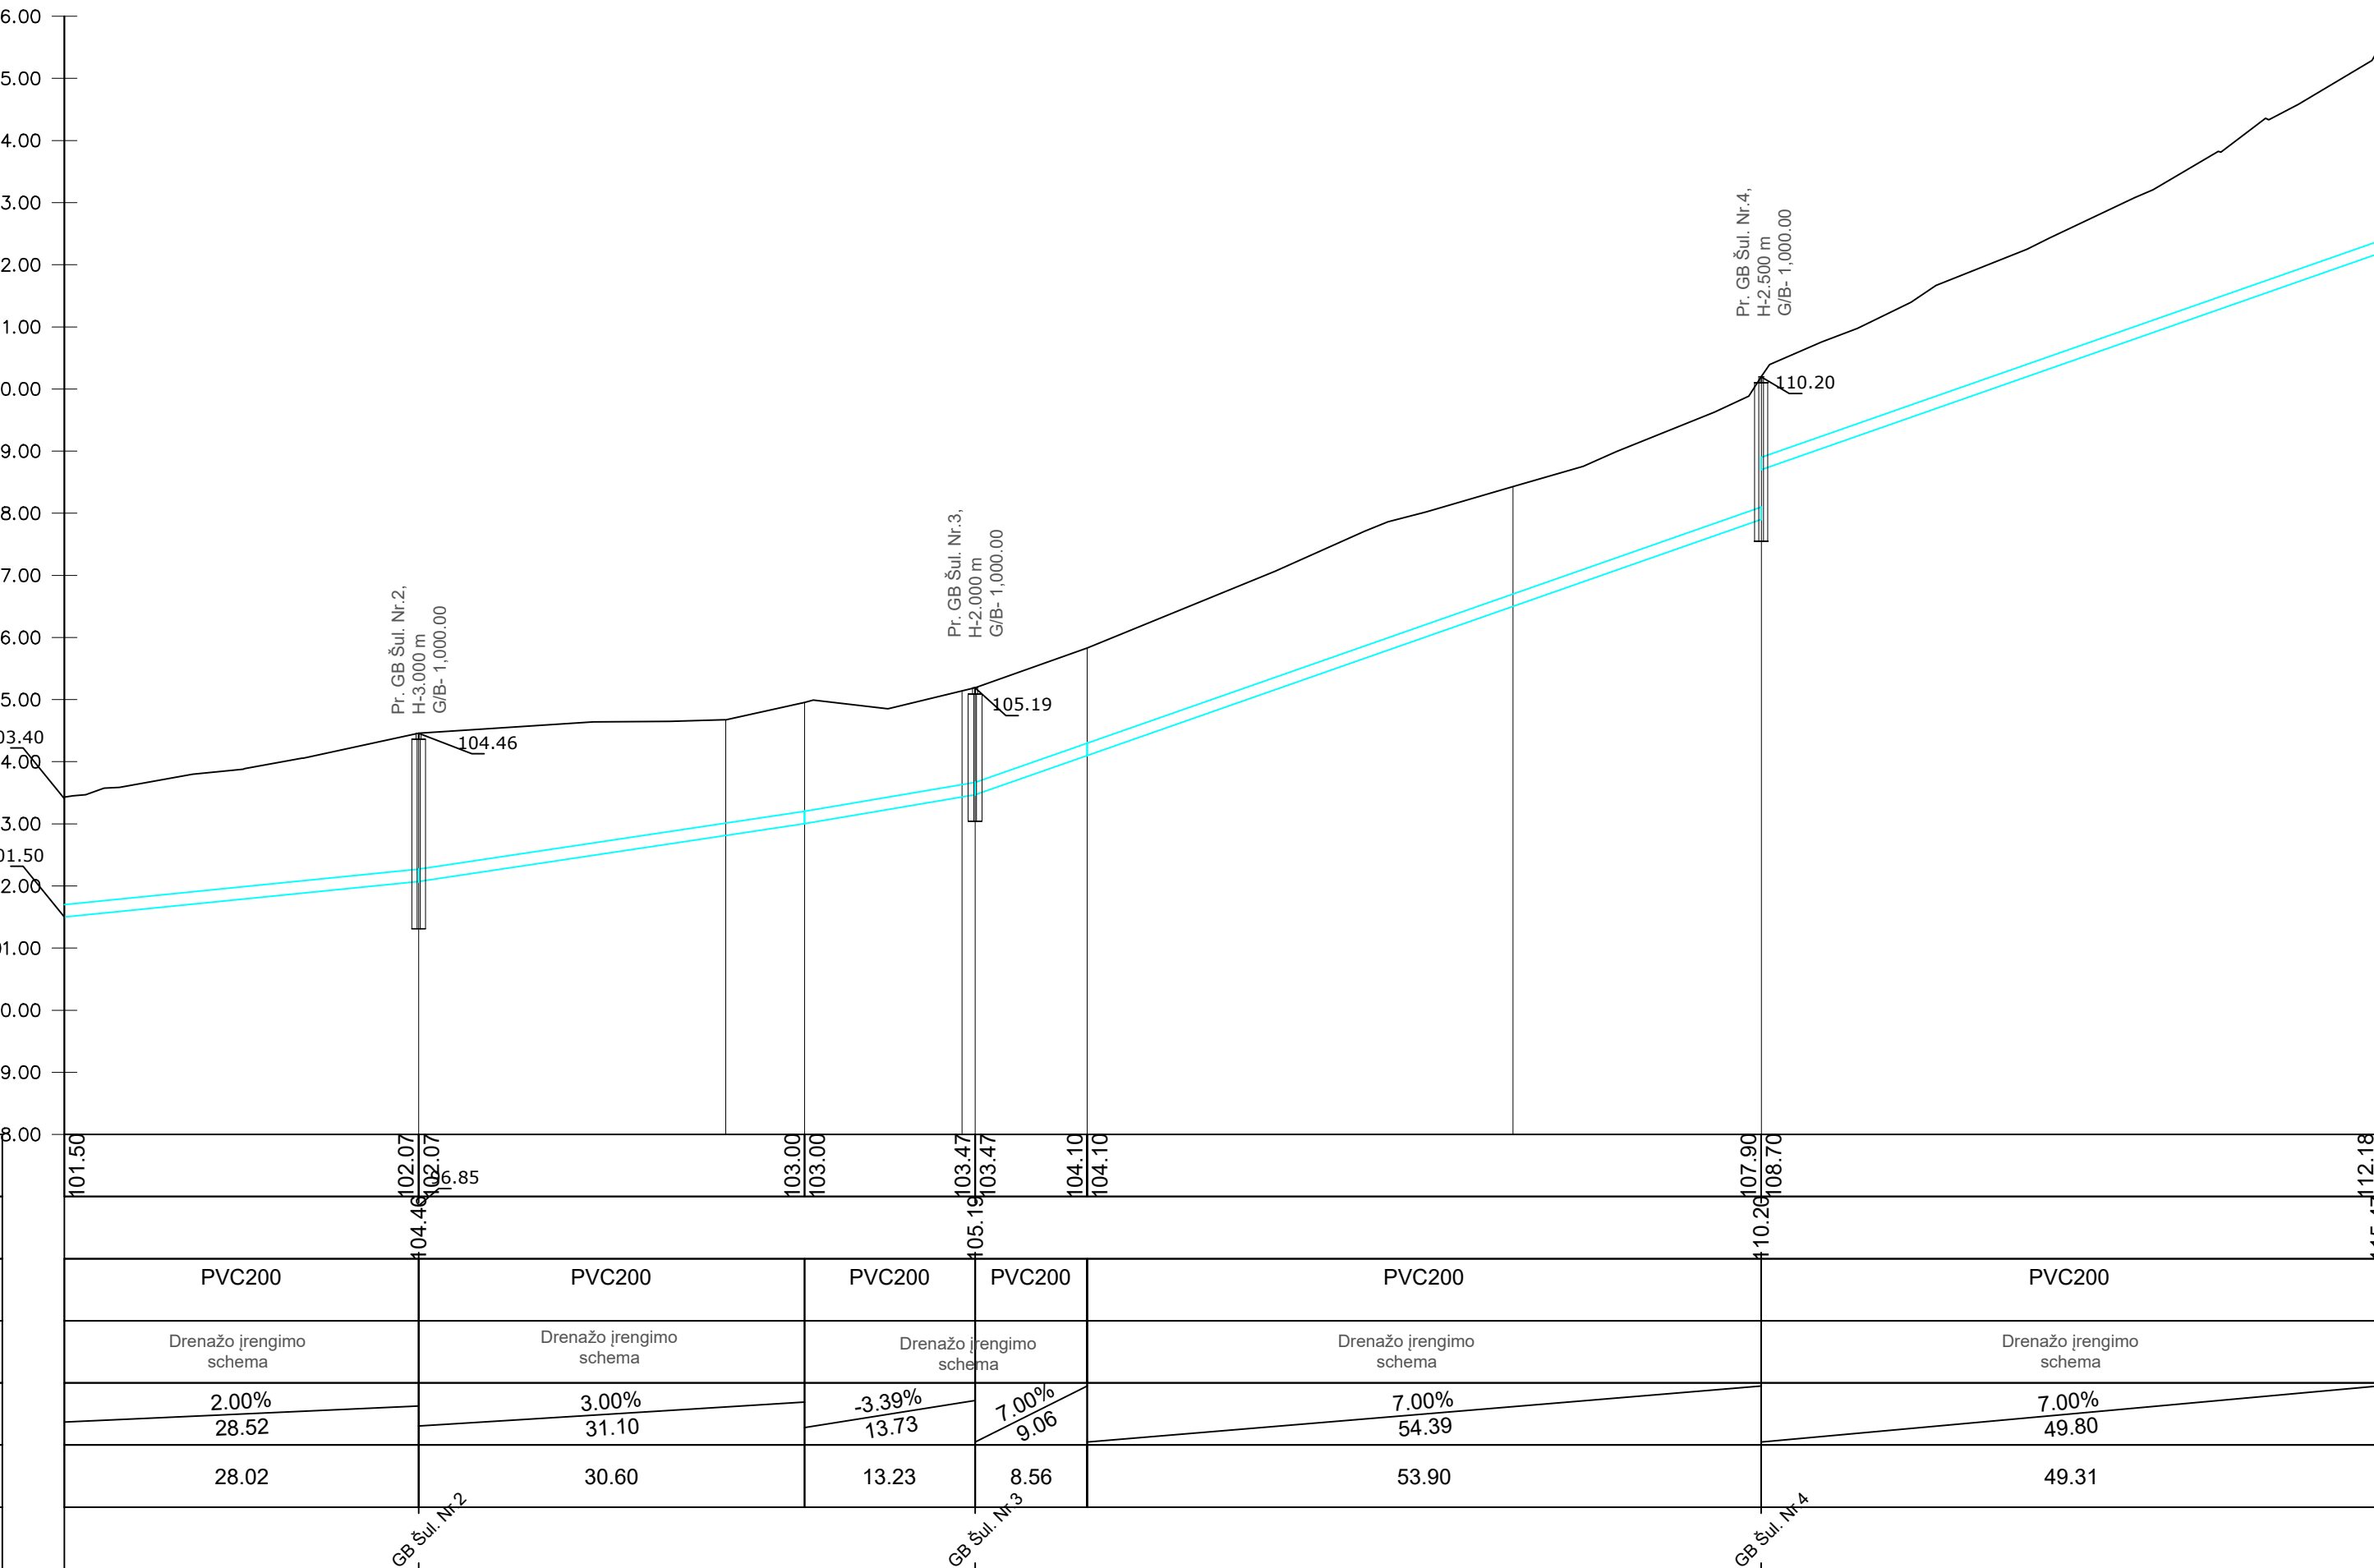 6.00
5.00
4.00
3.00
2.00
1.00
0.00
9.00
8.00
7.00
6.00
5.00
4.00
3.00
2.00
1.00
0.00
9.00
8.00
03.40
01.50
Pr. GB Šul. Nr.2,
H-3.000 m
G/B- 1,000.00
104.46
Pr. GB Šul. Nr.3,
H-2.000 m
G/B- 1,000.00
105.19
Pr. GB Šul. Nr.4,
H-2.500 m
G/B- 1,000.00
110.20
101.50
102.07
102.07
103.00
103.00
103.47
103.47
104.10
104.10
107.90
108.70
112.18
96.85
104.46
105.19
110.20
PVC200
PVC200
PVC200
PVC200
PVC200
PVC200
Drenažo įrengimo
schema
Drenažo įrengimo
schema
Drenažo įrengimo
schema
Drenažo įrengimo
schema
Drenažo įrengimo
schema
2.00%
28.52
3.00%
31.10
-3.39%
13.73
7.00%
9.06
7.00%
54.39
7.00%
49.80
28.02
30.60
13.23
8.56
53.90
49.31
GB Šul. Nr.2
GB Šul. Nr.3
GB Šul. Nr.4